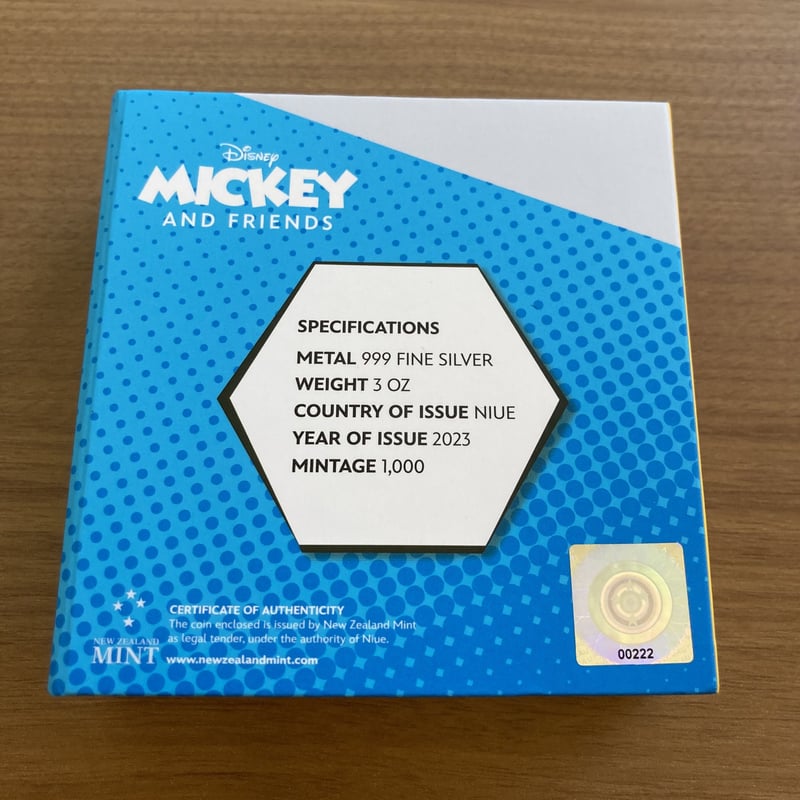 Disney
MICKEY
AND FRIENDS
SPECIFICATIONS
METAL 999 FINE SILVER
WEIGHT 3 OZ
COUNTRY OF ISSUE NIUE
YEAR OF ISSUE 2023
MINTAGE 1,000
NEW ZEALAND
MINT
CERTIFICATE OF AUTHENTICITY
The coin enclosed is issued by New Zealand Mint
as legal tender, under the authority of Niue.
www.newzealandmint.com
00222